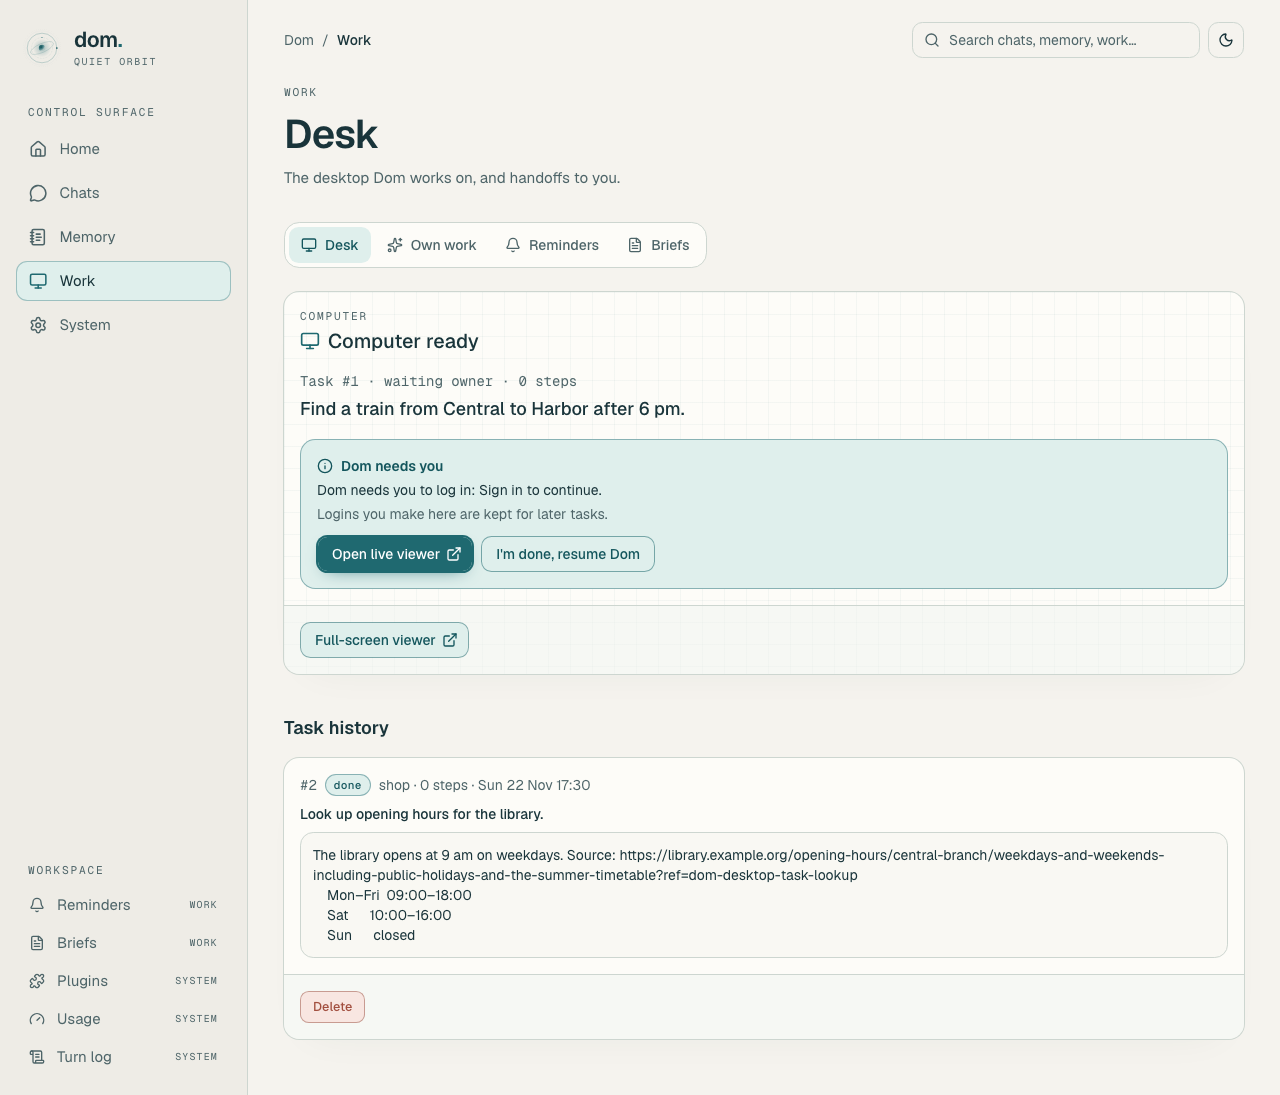 dom.
QUIET ORBIT
CONTROL SURFACE
Home
Chats
Memory
Work
System
WORKSPACE
Reminders WORK
Briefs WORK
Plugins SYSTEM
Usage SYSTEM
Turn log SYSTEM
Dom / Work
Search chats, memory, work…
WORK
Desk
The desktop Dom works on, and handoffs to you.
Desk Own work Reminders Briefs
COMPUTER
Computer ready
Task #1 · waiting owner · 0 steps
Find a train from Central to Harbor after 6 pm.
Dom needs you
Dom needs you to log in: Sign in to continue.
Logins you make here are kept for later tasks.
Open live viewer I'm done, resume Dom
Full-screen viewer
Task history
#2 done shop · 0 steps · Sun 22 Nov 17:30
Look up opening hours for the library.
The library opens at 9 am on weekdays. Source: https://library.example.org/opening-hours/central-branch/weekdays-and-weekends-
including-public-holidays-and-the-summer-timetable?ref=dom-desktop-task-lookup
Mon–Fri 09:00–18:00
Sat 10:00–16:00
Sun closed
Delete